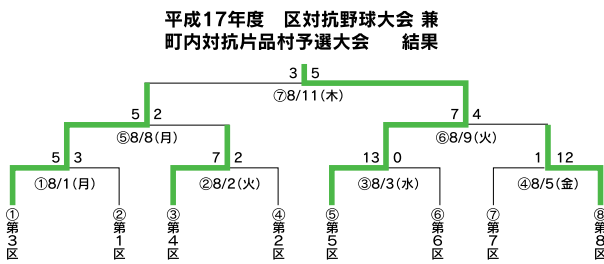 平成17年度　区対抗野球大会 兼
町内対抗片品村予選大会　　結果
3 5
⑦8/11(木)
5 2 7 4
⑤8/8(月) ⑥8/9(火)
5 3 7 2 13 0 1 12
①8/1(月) ②8/2(火) ③8/3(水) ④8/5(金)
①第3区
②第1区
③第4区
④第2区
⑤第5区
⑥第6区
⑦第7区
⑧第8区